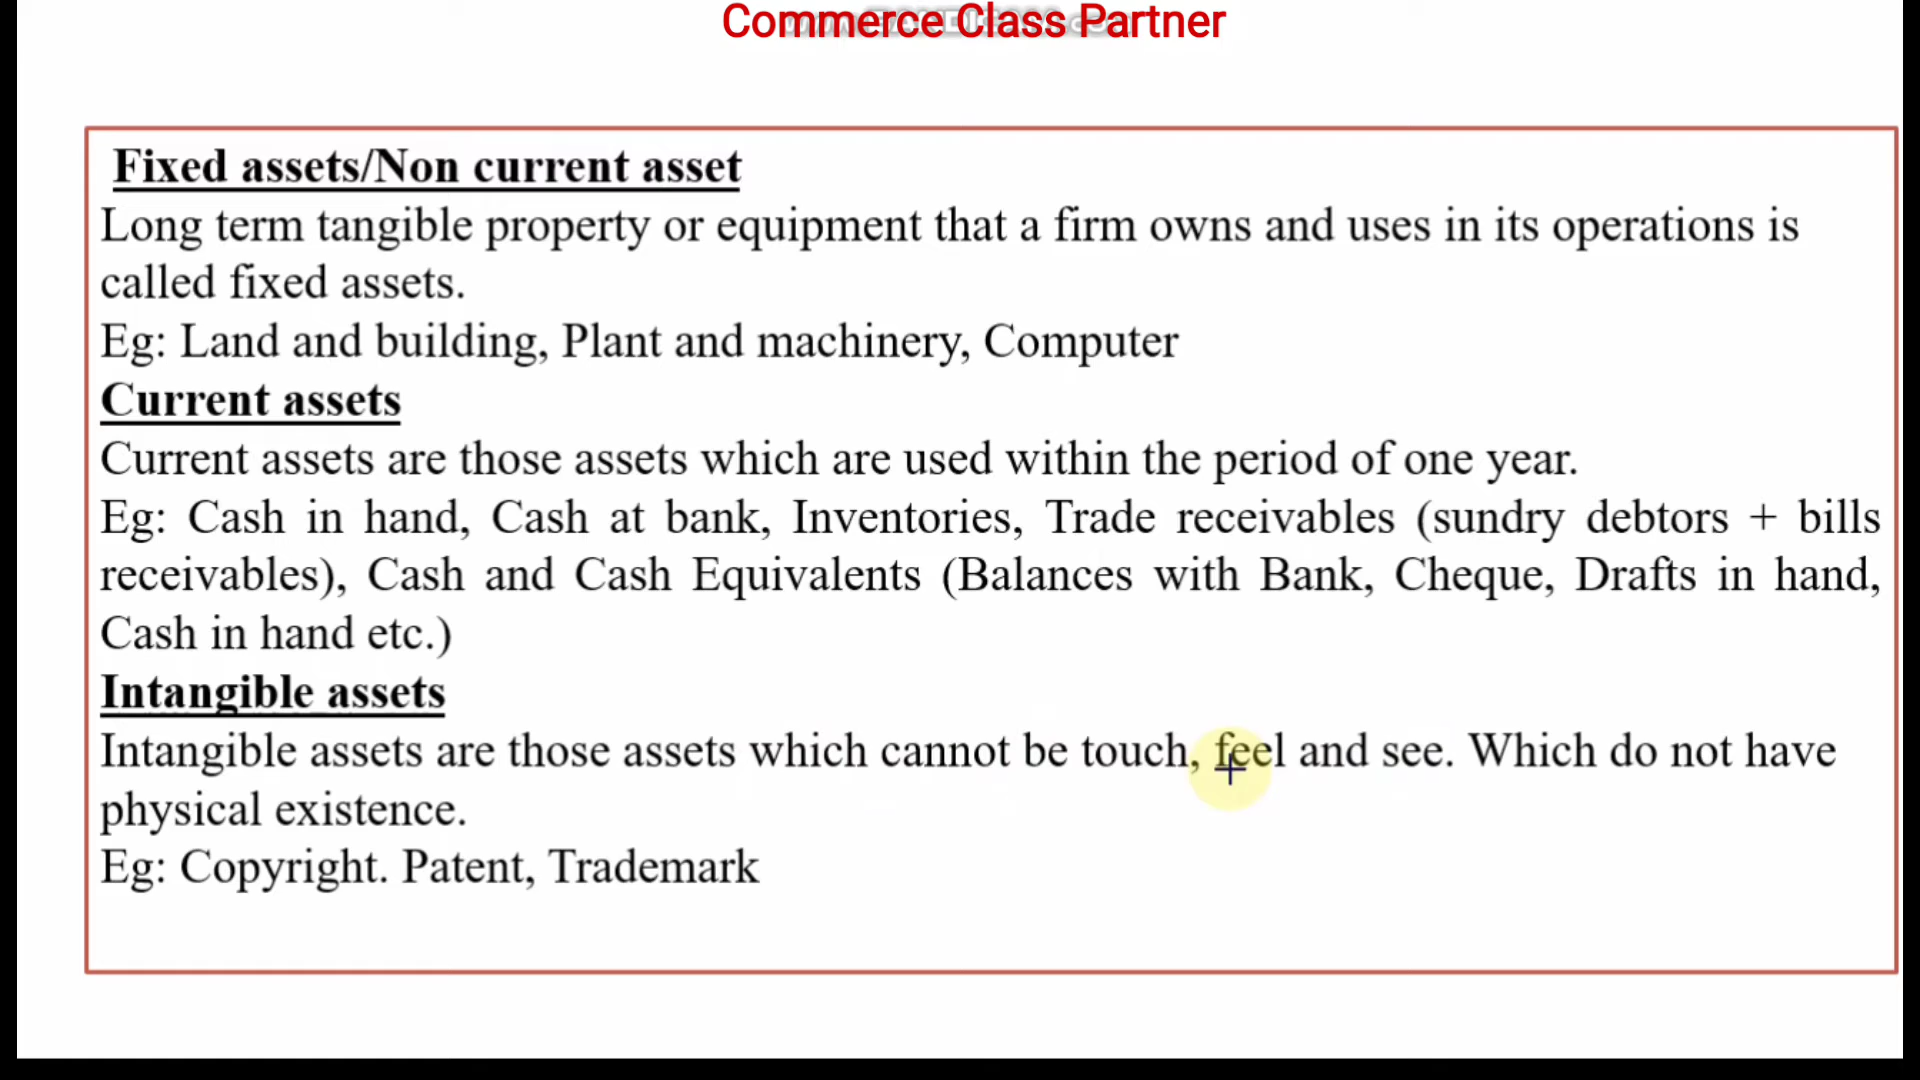 Commerce Class Partner
Fixed assets/Non current asset
Long term tangible property or equipment that a firm owns and uses in its operations is
called fixed assets.
Eg: Land and building, Plant and machinery, Computer
Current assets
Current assets are those assets which are used within the period of one year.
Eg: Cash in hand, Cash at bank, Inventories, Trade receivables (sundry debtors + bills
receivables), Cash and Cash Equivalents (Balances with Bank, Cheque, Drafts in hand,
Cash in hand etc.)
Intangible assets
Intangible assets are those assets which cannot be touch, feel and see. Which do not have
physical existence.
Eg: Copyright. Patent, Trademark